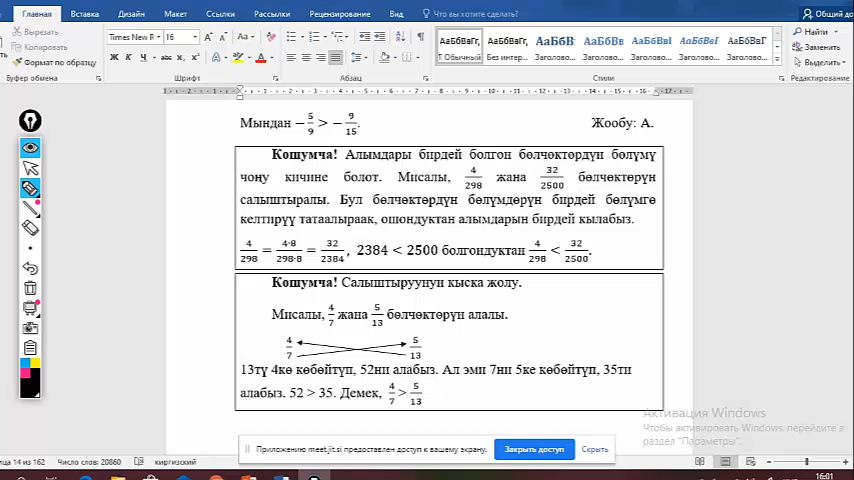 Главная Вставка Дизайн Макет Ссылки Рассылки Рецензирование Вид Что вы хотите сделать? Общий до
Вырезать
Копировать
Формат по образцу
Буфер обмена
Times New R 16
Шрифт
Абзац
АаБбВвГг, АаБбВвГг, АаБбВ АаБбВв АаБбВвІ АаБбВвІ АаБбВвГ
Т Обычный Без интер... Заголово... Заголово... Заголово... Заголово... Заголово...
Стили
Найти
Заменить
Выделить
Редактирование
Мындан −5/9 > −9/15. Жообу: А.
Кошумча! Алымдары бирдей болгон бөлчөктөрдүн бөлүмү
чоңу кичине болот. Мисалы, 4/298 жана 32/2500 бөлчөктөрүн
салыштыралы. Бул бөлчөктөрдүн бөлүмдөрүн бирдей бөлүмгө
келтирүү татаалыраак, ошондуктан алымдарын бирдей кылабыз.
4/298 = 4·8/298·8 = 32/2384, 2384 < 2500 болгондуктан 4/298 < 32/2500.
Кошумча! Салыштыруунун кыска жолу.
Мисалы, 4/7 жана 5/13 бөлчөктөрүн алалы.
4/7 5/13
13тү 4кө көбөйтүп, 52ни алабыз. Ал эми 7ни 5ке көбөйтүп, 35ти
алабыз. 52 > 35. Демек, 4/7 > 5/13
Активация Windows
Чтобы активировать Windows, перейдите в
раздел "Параметры".
Приложению meet.jit.si предоставлен доступ к вашему экрану. Закрыть доступ Скрыть
ница 14 из 162 Число слов: 20860 киргизский
16:01